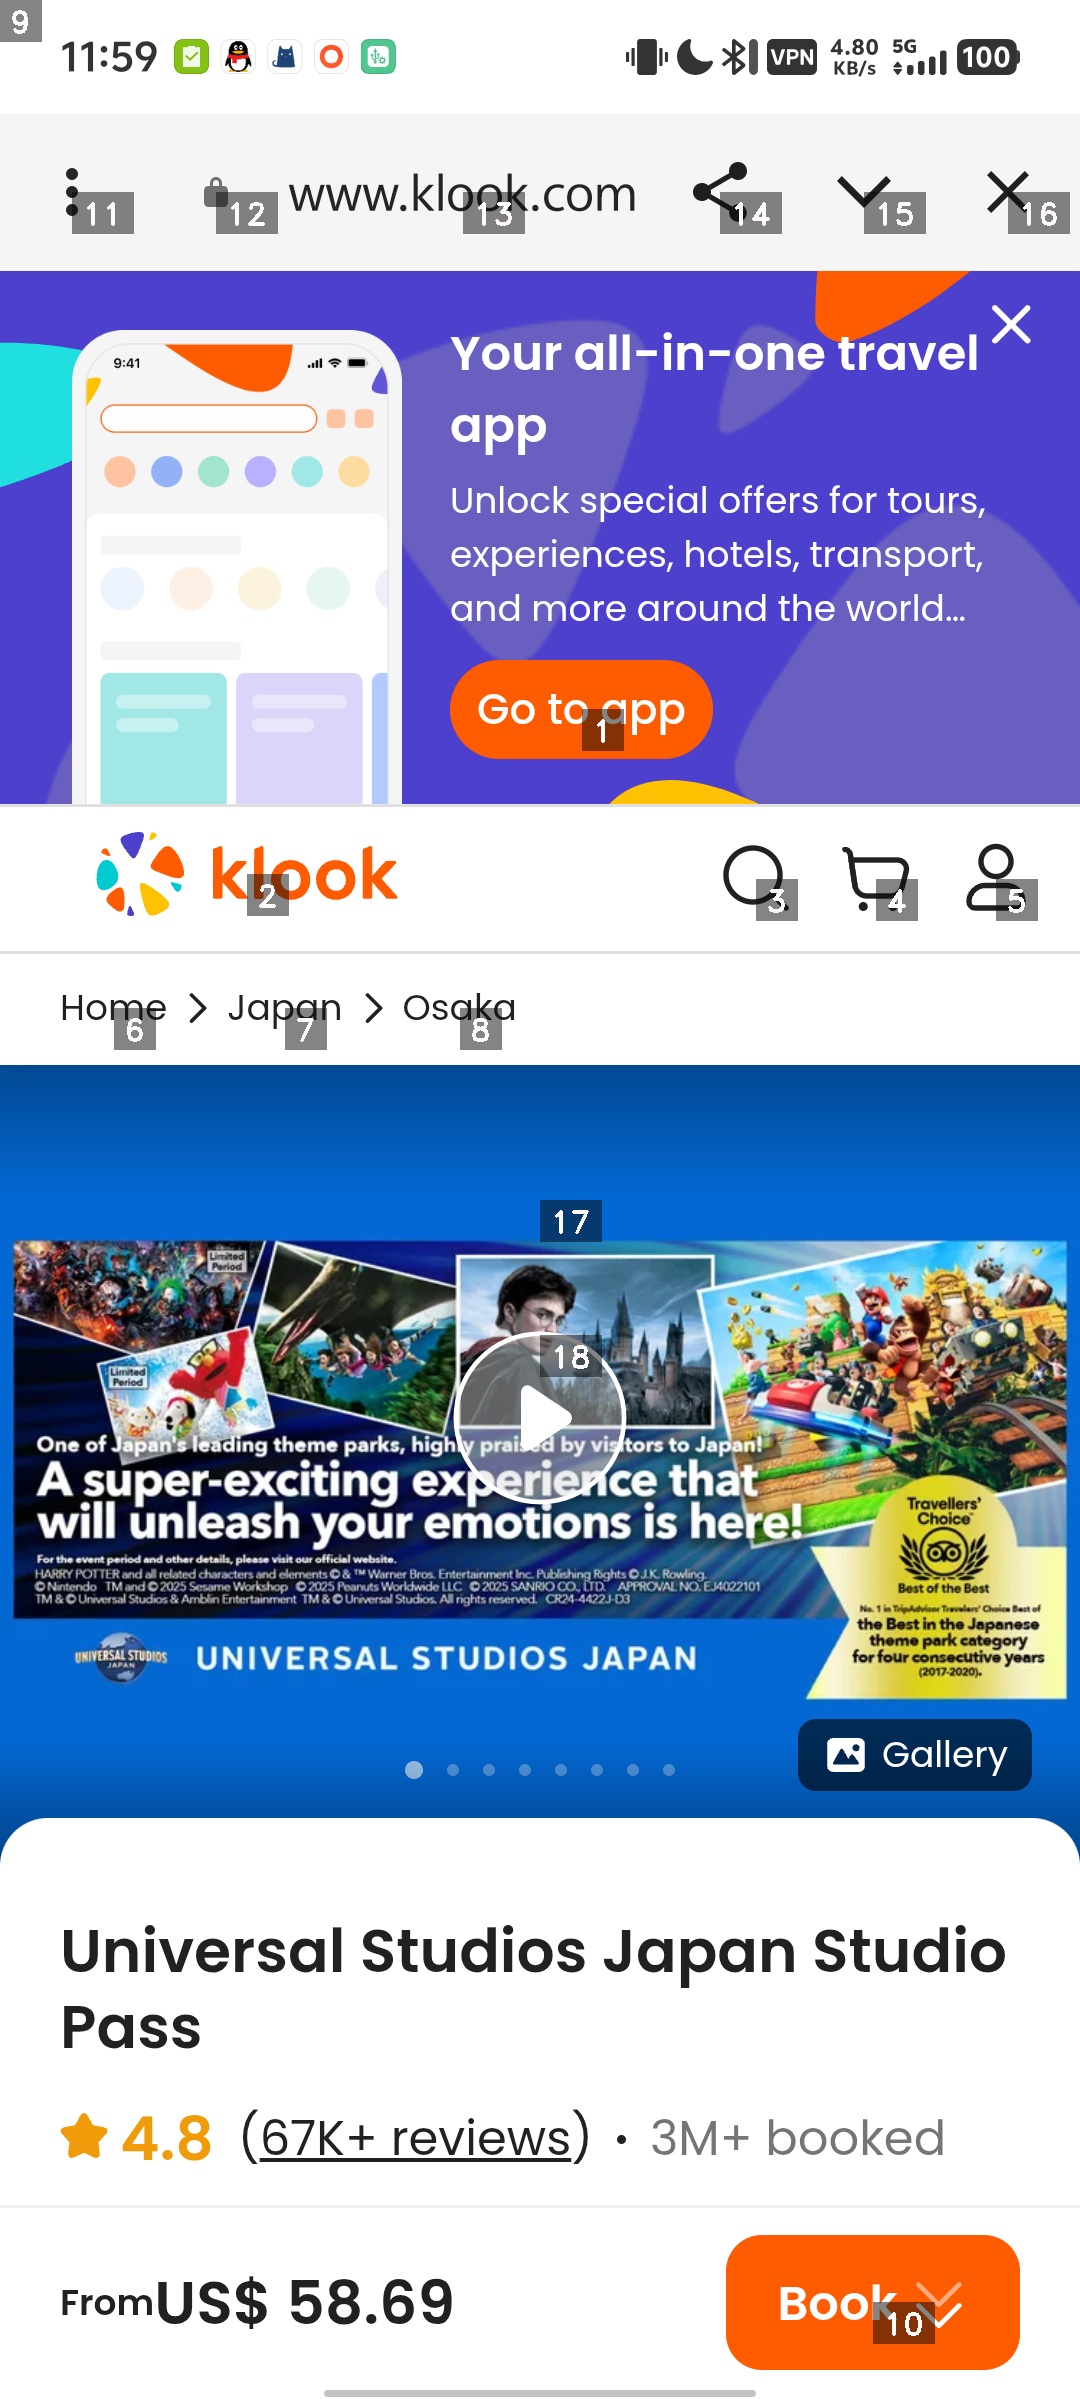 9
11:59
VPN
4.80
KB/s
5G
100
www.klook.com
11
12
13
14
15
16
9:41
Your all-in-one travel
app
Unlock special offers for tours,
experiences, hotels, transport,
and more around the world...
Go to app
1
klook
2
3
4
5
Home
Japan
Osaka
6
7
8
17
Limited
Period
18
Limited
Period
One of Japan's leading theme parks, highly praised by visitors to Japan!
A super-exciting experience that
will unleash your emotions is here!
For the event period and other details, please visit our official website.
HARRY POTTER and all related characters and elements © & ™ Warner Bros. Entertainment Inc. Publishing Rights © J.K. Rowling.
© Nintendo TM and © 2025 Sesame Workshop © 2025 Peanuts Worldwide LLC © 2025 SANRIO CO., LTD. APPROVAL NO. EJ4022101
TM & © Universal Studios & Amblin Entertainment TM & © Universal Studios. All rights reserved. CR24-4422J-D3
Travellers'
Choice™
Best of the Best
No. 1 in TripAdvisor Travelers' Choice Best of
the Best in the Japanese
theme park category
for four consecutive years
(2017-2020).
UNIVERSAL STUDIOS
JAPAN
UNIVERSAL STUDIOS JAPAN
Gallery
Universal Studios Japan Studio
Pass
4.8 (67K+ reviews) · 3M+ booked
From US$ 58.69
Book
10